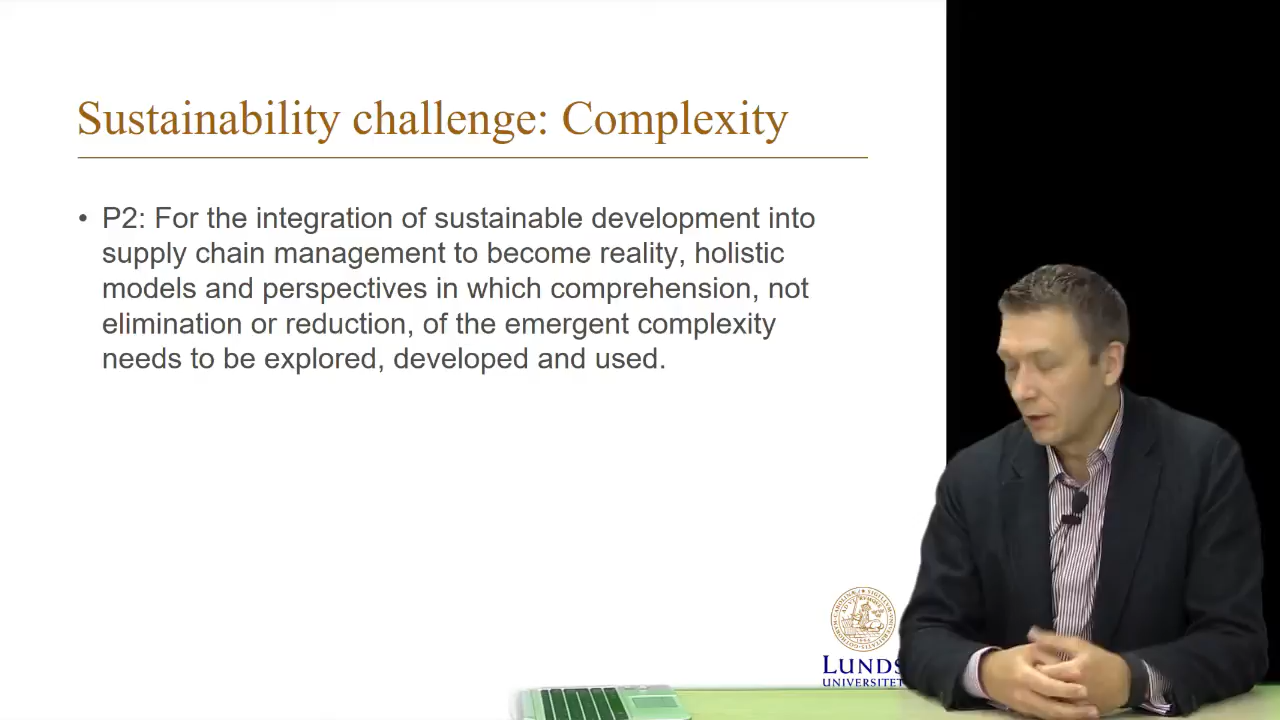 Sustainability challenge: Complexity
• P2: For the integration of sustainable development into
supply chain management to become reality, holistic
models and perspectives in which comprehension, not
elimination or reduction, of the emergent complexity
needs to be explored, developed and used.
LUNDS
UNIVERSITET